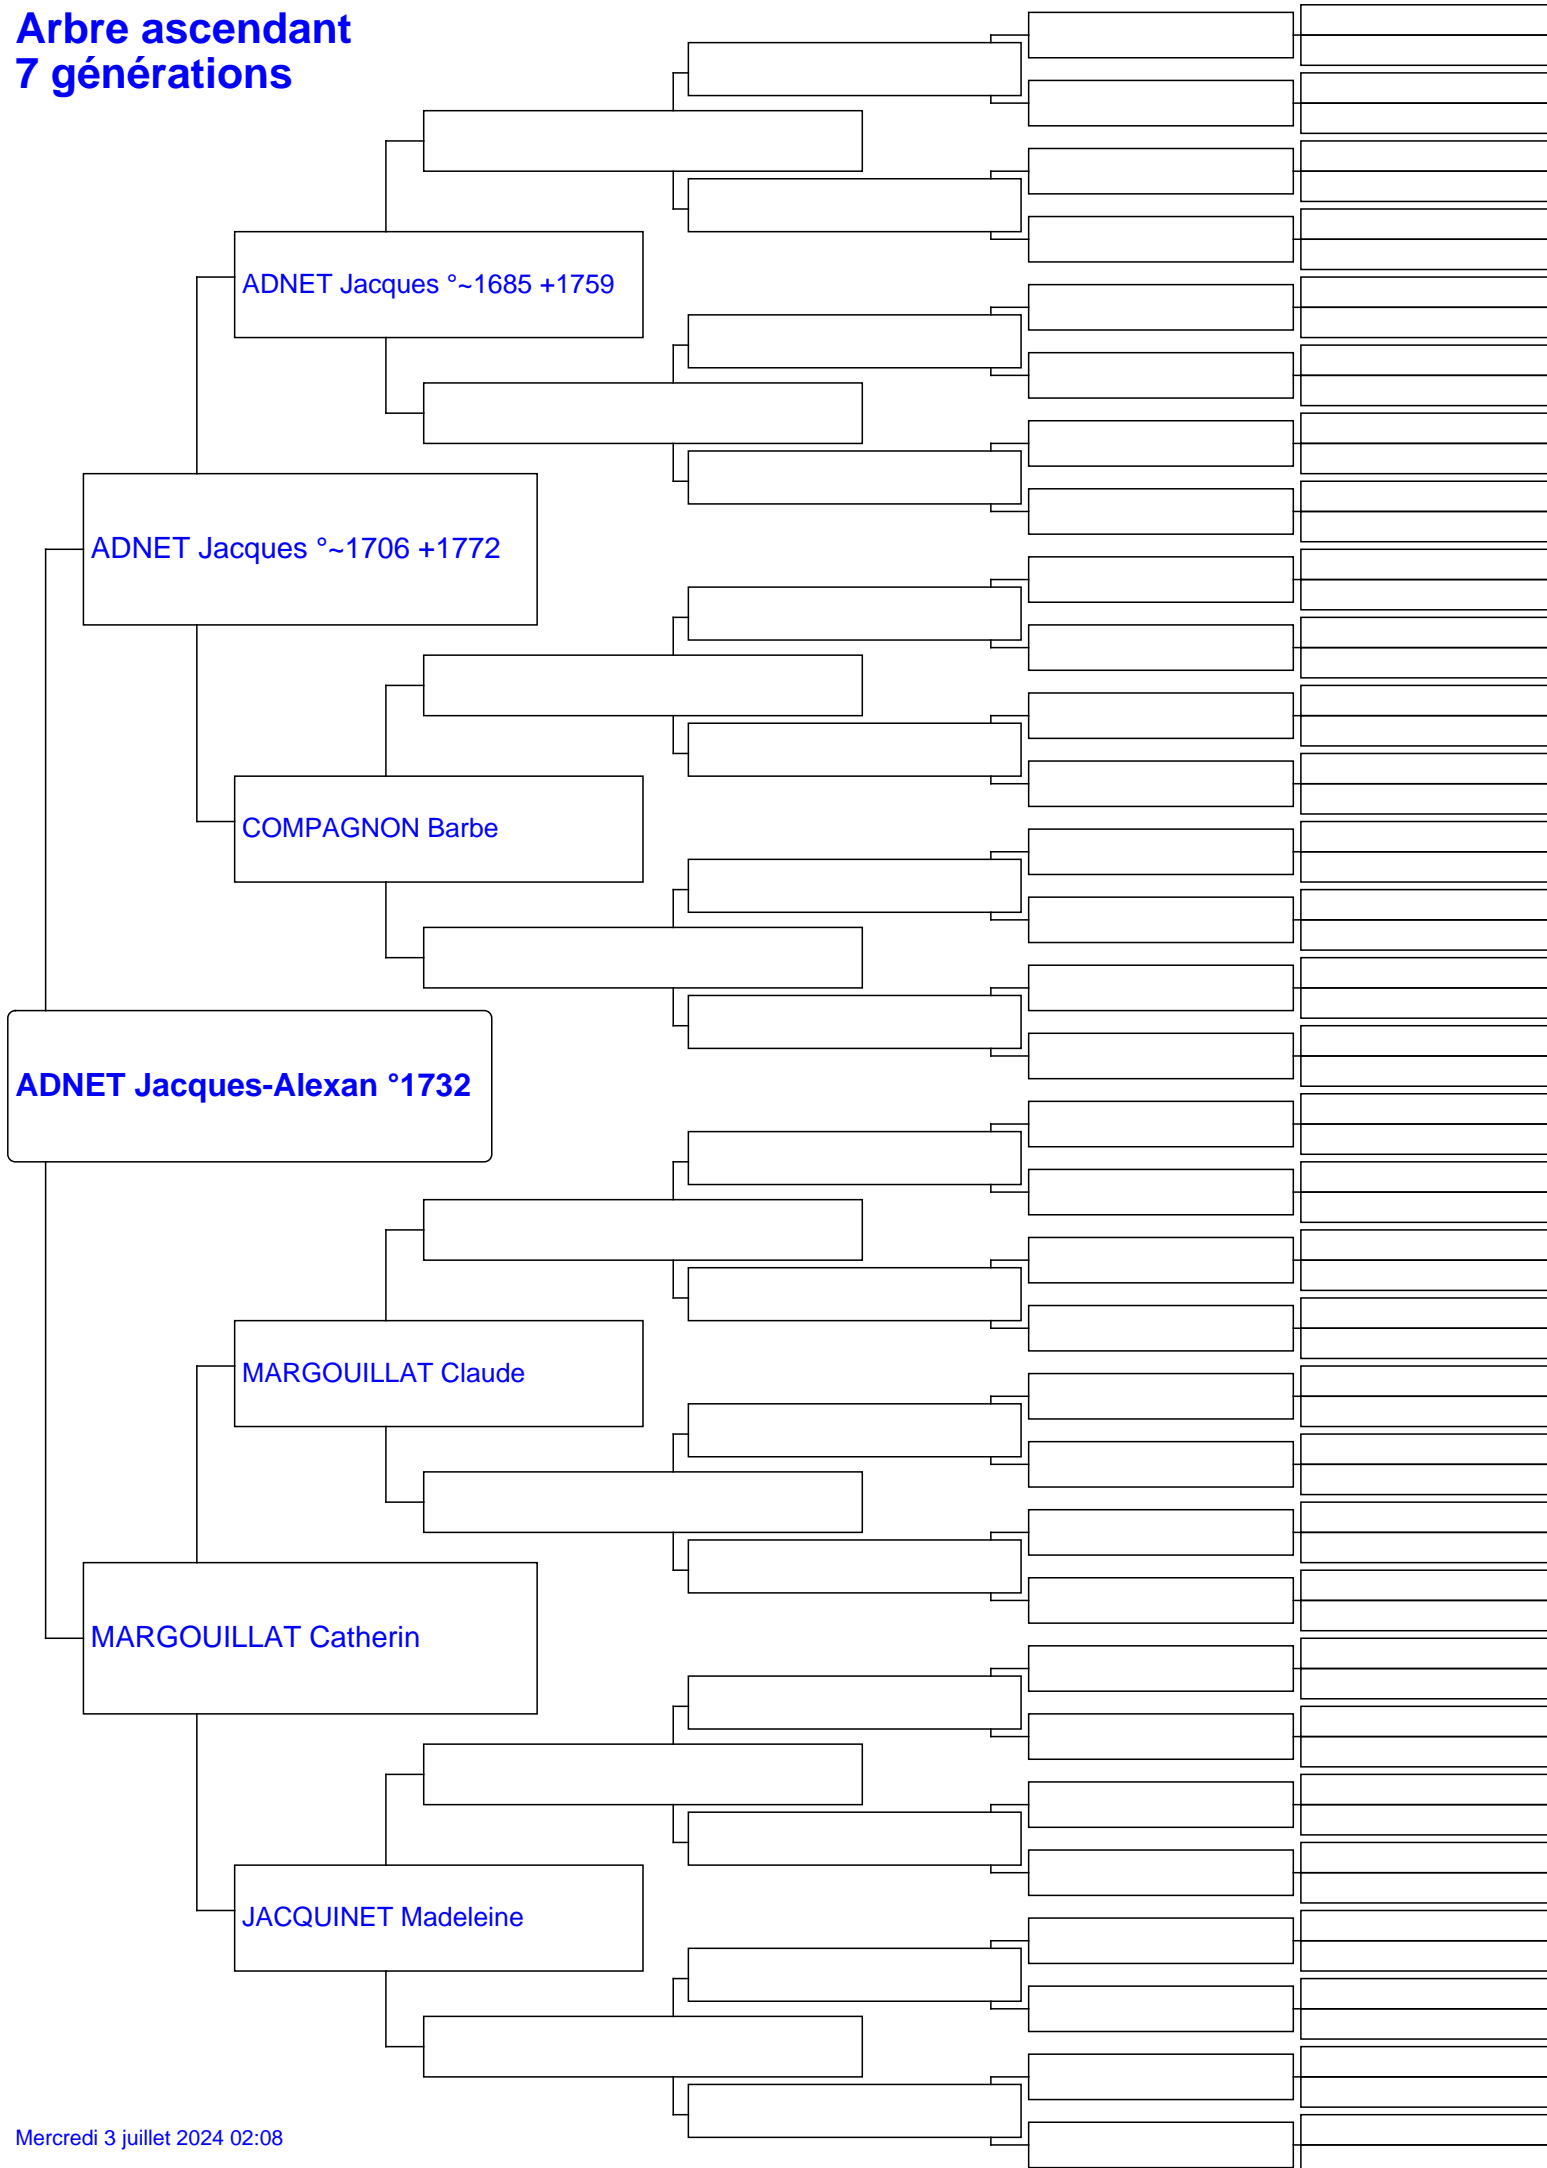 Arbre ascendant
7 générations
ADNET Jacques °~1685 +1759
ADNET Jacques °~1706 +1772
COMPAGNON Barbe
ADNET Jacques-Alexan °1732
MARGOUILLAT Claude
MARGOUILLAT Catherin
JACQUINET Madeleine
Mercredi 3 juillet 2024 02:08